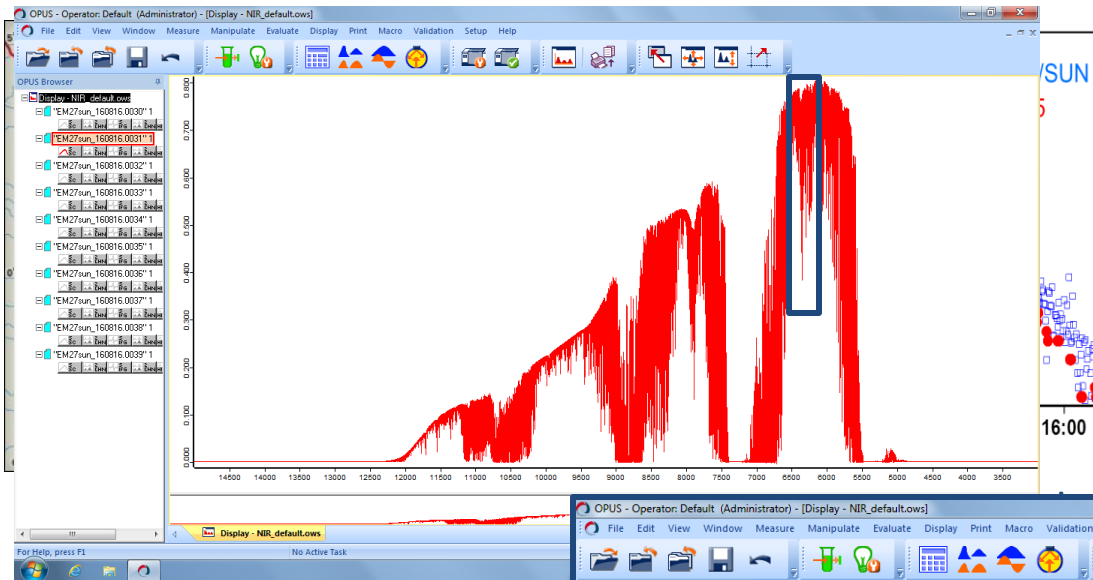 OPUS - Operator: Default (Administrator) - [Display - NIR_default.ows]
File Edit View Window Measure Manipulate Evaluate Display Print Macro Validation Setup Help
OPUS Browser
Display - NIR_default.ows
"EM27sun_160816.0030" 1
"EM27sun_160816.0031" 1
"EM27sun_160816.0032" 1
"EM27sun_160816.0033" 1
"EM27sun_160816.0034" 1
"EM27sun_160816.0035" 1
"EM27sun_160816.0036" 1
"EM27sun_160816.0037" 1
"EM27sun_160816.0038" 1
"EM27sun_160816.0039" 1
0.800
0.700
0.600
0.500
0.400
0.300
0.200
0.100
0.000
14500 14000 13500 13000 12500 12000 11500 11000 10500 10000 9500 9000 8500 8000 7500 7000 6500 6000 5500 5000 4500 4000 3500
Display - NIR_default.ows
For Help, press F1
No Active Task
/SUN
16:00
OPUS - Operator: Default (Administrator) - [Display - NIR_default.ows]
File Edit View Window Measure Manipulate Evaluate Display Print Macro Validation